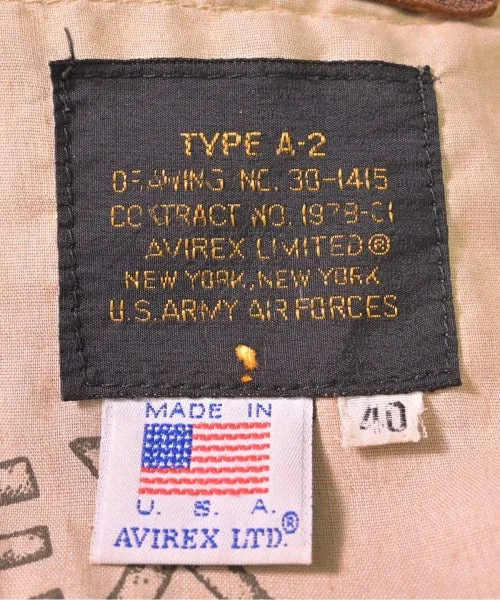 TYPE A-2
DRAWING NO. 30-1415
CONTRACT NO. 1978-01
AVIREX LIMITED®
NEW YORK, NEW YORK
U.S. ARMY AIR FORCES
MADE IN
U. S. A.
AVIREX LTD.®
40